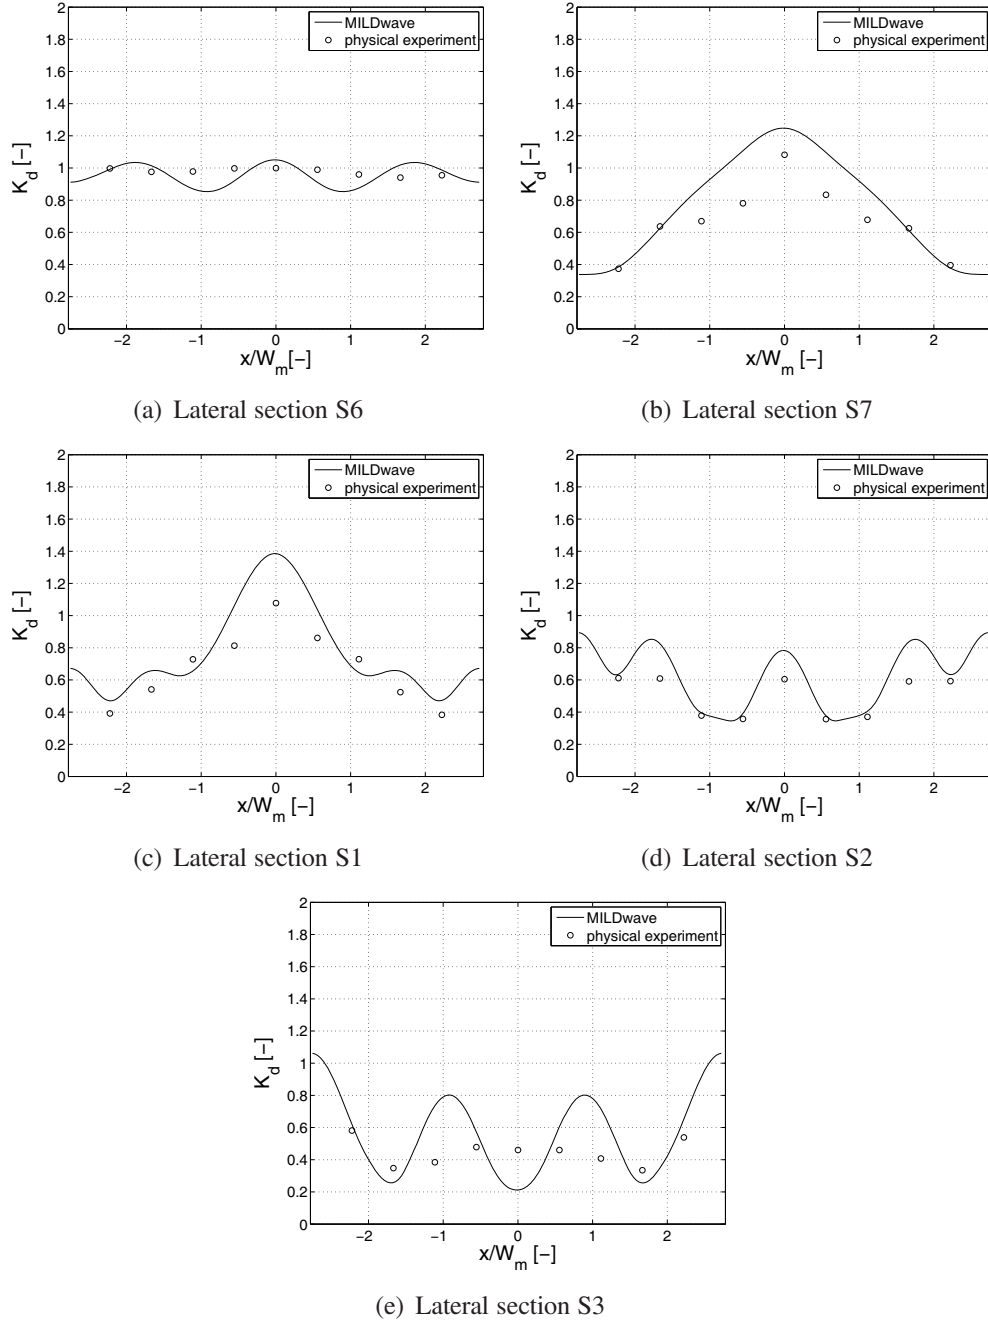 2
1.8
1.6
1.4
1.2
1
0.8
0.6
0.4
0.2
0
K_d [−]
MILDwave
physical experiment
−2 −1 0 1 2
x/W_m[−]
(a) Lateral section S6
2
1.8
1.6
1.4
1.2
1
0.8
0.6
0.4
0.2
0
K_d [−]
MILDwave
physical experiment
−2 −1 0 1 2
x/W_m [−]
(b) Lateral section S7
2
1.8
1.6
1.4
1.2
1
0.8
0.6
0.4
0.2
0
K_d [−]
MILDwave
physical experiment
−2 −1 0 1 2
x/W_m [−]
(c) Lateral section S1
2
1.8
1.6
1.4
1.2
1
0.8
0.6
0.4
0.2
0
K_d [−]
MILDwave
physical experiment
−2 −1 0 1 2
x/W_m [−]
(d) Lateral section S2
2
1.8
1.6
1.4
1.2
1
0.8
0.6
0.4
0.2
0
K_d [−]
MILDwave
physical experiment
−2 −1 0 1 2
x/W_m [−]
(e) Lateral section S3